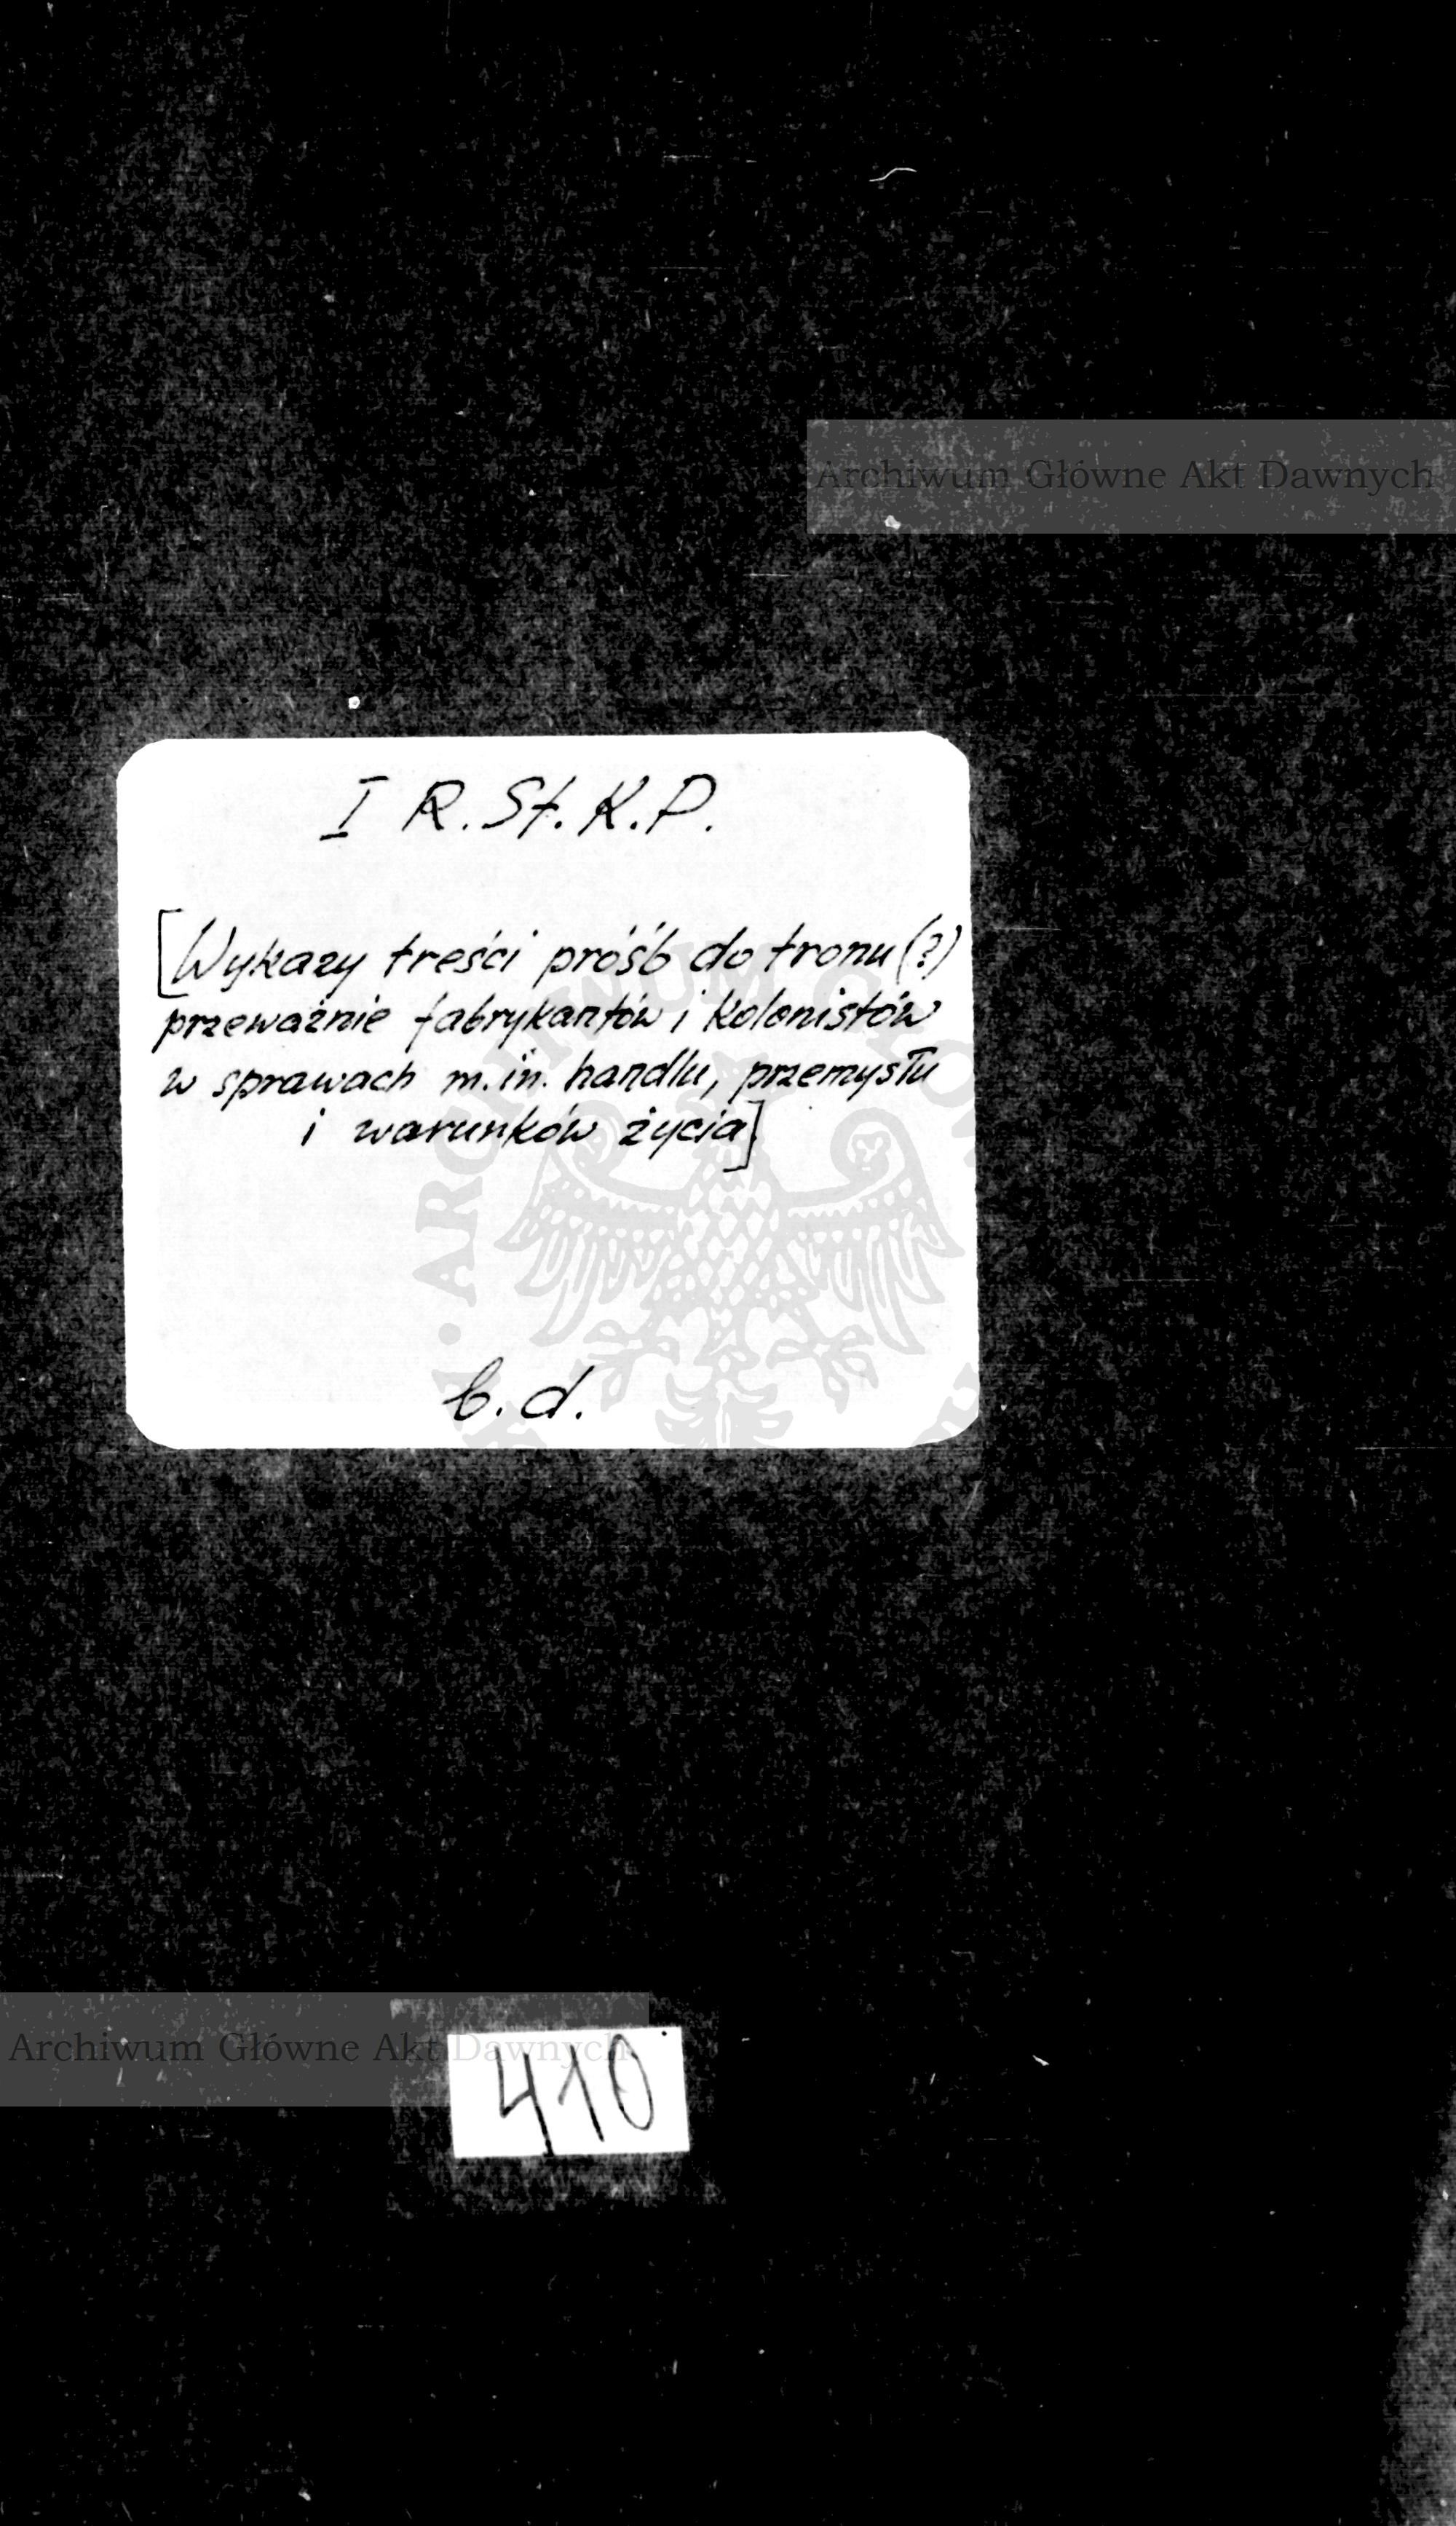 Archiwum Główne Akt Dawnych
I R.St.K.P.
[Wykazy treści próśb do tronu (?)
przeważnie fabrykantów i kolonistów
w sprawach m.in. handlu, przemysłu
i warunków życia]
b.d.
Archiwum Główne Akt Dawnych
410